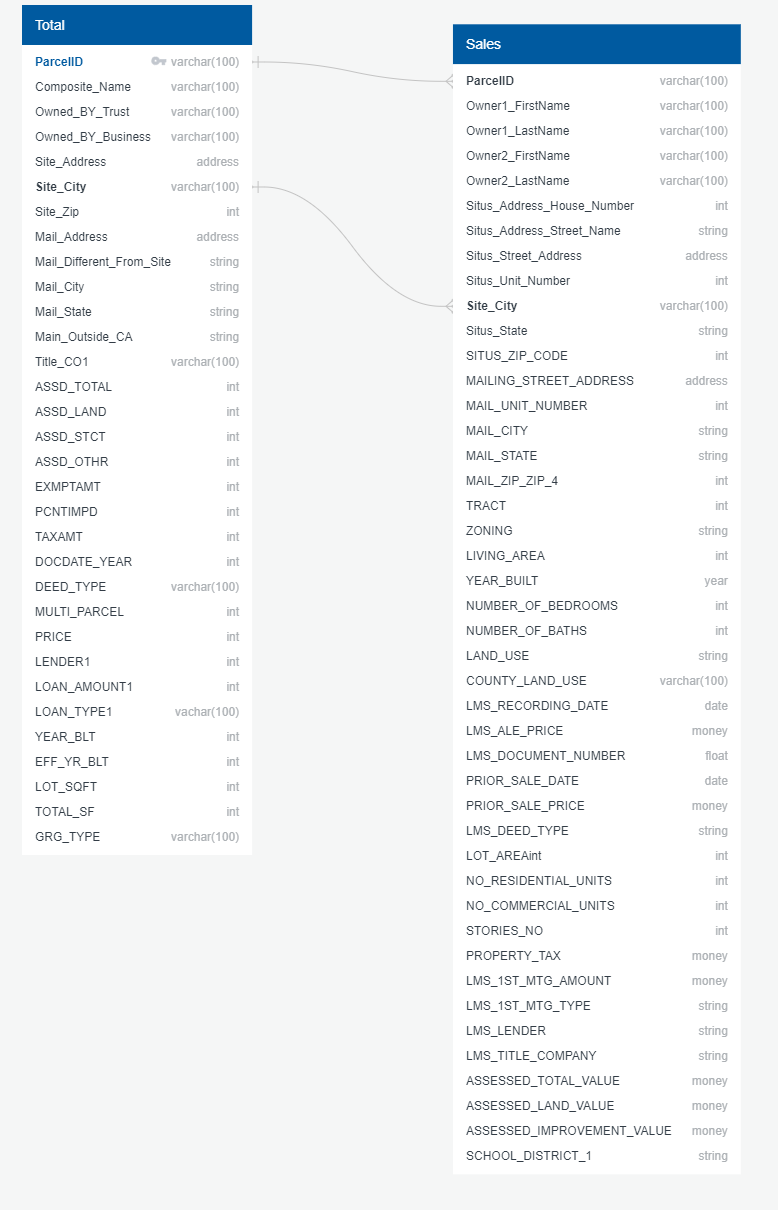 Total
ParcelID varchar(100)
Composite_Name varchar(100)
Owned_BY_Trust varchar(100)
Owned_BY_Business varchar(100)
Site_Address address
Site_City varchar(100)
Site_Zip int
Mail_Address address
Mail_Different_From_Site string
Mail_City string
Mail_State string
Main_Outside_CA string
Title_CO1 varchar(100)
ASSD_TOTAL int
ASSD_LAND int
ASSD_STCT int
ASSD_OTHR int
EXMPTAMT int
PCNTIMPD int
TAXAMT int
DOCDATE_YEAR int
DEED_TYPE varchar(100)
MULTI_PARCEL int
PRICE int
LENDER1 int
LOAN_AMOUNT1 int
LOAN_TYPE1 vachar(100)
YEAR_BLT int
EFF_YR_BLT int
LOT_SQFT int
TOTAL_SF int
GRG_TYPE varchar(100)
Sales
ParcelID varchar(100)
Owner1_FirstName varchar(100)
Owner1_LastName varchar(100)
Owner2_FirstName varchar(100)
Owner2_LastName varchar(100)
Situs_Address_House_Number int
Situs_Address_Street_Name string
Situs_Street_Address address
Situs_Unit_Number int
Site_City varchar(100)
Situs_State string
SITUS_ZIP_CODE int
MAILING_STREET_ADDRESS address
MAIL_UNIT_NUMBER int
MAIL_CITY string
MAIL_STATE string
MAIL_ZIP_ZIP_4 int
TRACT int
ZONING string
LIVING_AREA int
YEAR_BUILT year
NUMBER_OF_BEDROOMS int
NUMBER_OF_BATHS int
LAND_USE string
COUNTY_LAND_USE varchar(100)
LMS_RECORDING_DATE date
LMS_ALE_PRICE money
LMS_DOCUMENT_NUMBER float
PRIOR_SALE_DATE date
PRIOR_SALE_PRICE money
LMS_DEED_TYPE string
LOT_AREAint int
NO_RESIDENTIAL_UNITS int
NO_COMMERCIAL_UNITS int
STORIES_NO int
PROPERTY_TAX money
LMS_1ST_MTG_AMOUNT money
LMS_1ST_MTG_TYPE string
LMS_LENDER string
LMS_TITLE_COMPANY string
ASSESSED_TOTAL_VALUE money
ASSESSED_LAND_VALUE money
ASSESSED_IMPROVEMENT_VALUE money
SCHOOL_DISTRICT_1 string